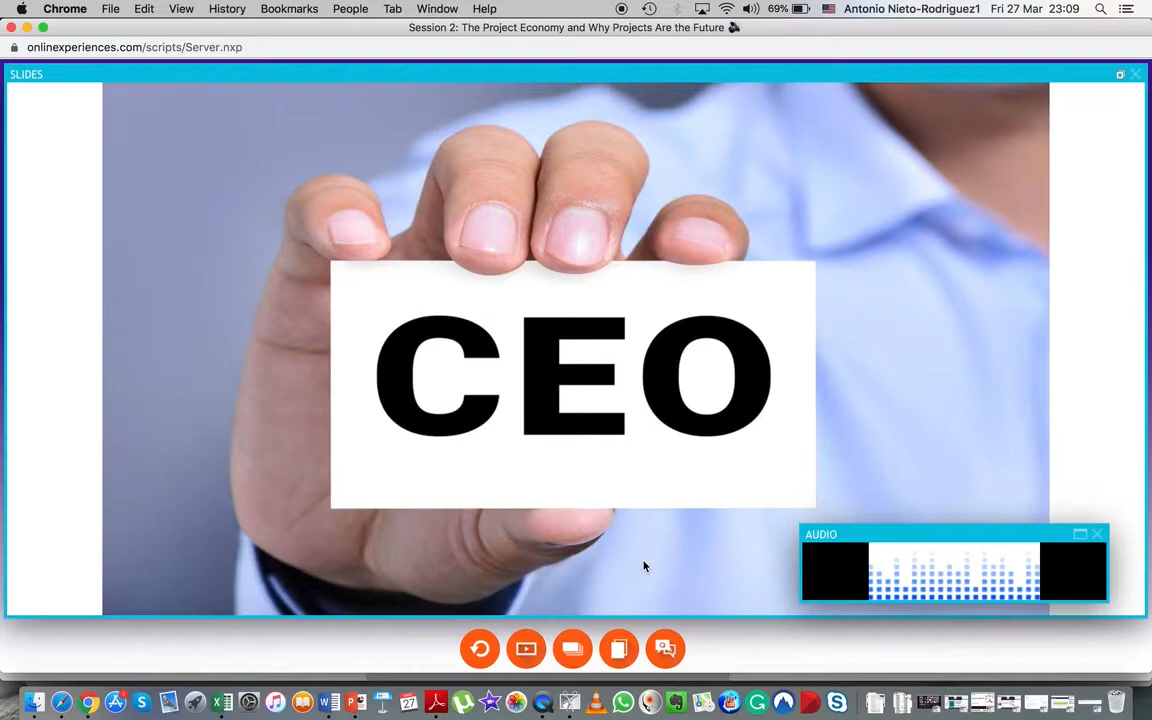 Chrome File Edit View History Bookmarks People Tab Window Help 69% Antonio Nieto-Rodriguez1 Fri 27 Mar 23:09
Session 2: The Project Economy and Why Projects Are the Future
onlinexperiences.com/scripts/Server.nxp
SLIDES
CEO
AUDIO